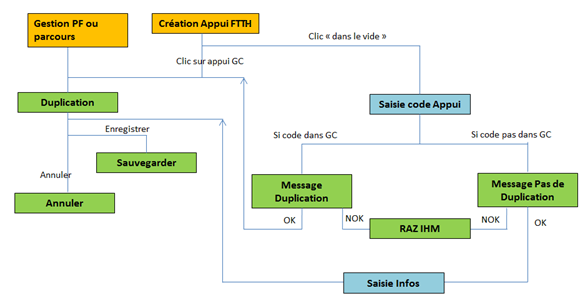 Gestion PF ou
parcours
Création Appui FTTH
Clic « dans le vide »
Clic sur appui GC
Duplication
Saisie code Appui
Enregistrer
Si code dans GC
Si code pas dans GC
Sauvegarder
Annuler
Message
Duplication
Message Pas de
Duplication
Annuler
OK
NOK
RAZ IHM
NOK
OK
Saisie Infos